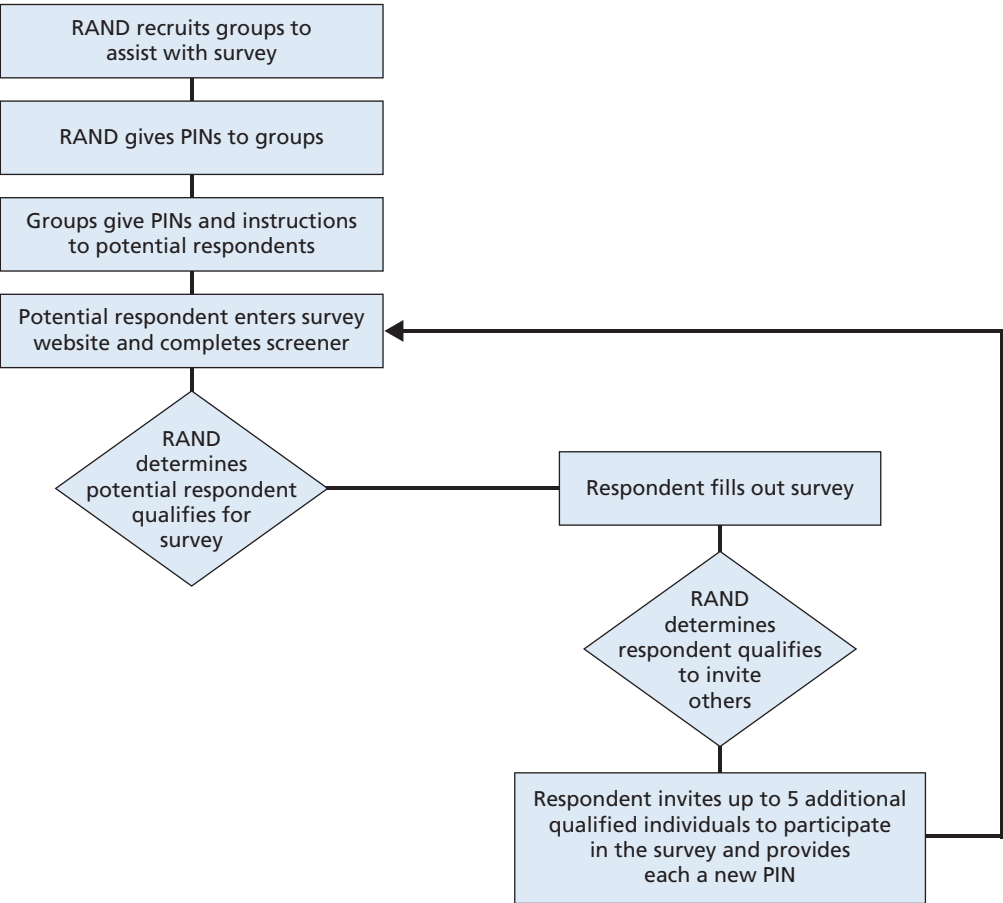 RAND recruits groups to
assist with survey
RAND gives PINs to groups
Groups give PINs and instructions
to potential respondents
Potential respondent enters survey
website and completes screener
RAND
determines
potential respondent
qualifies for
survey
Respondent fills out survey
RAND
determines
respondent qualifies
to invite
others
Respondent invites up to 5 additional
qualified individuals to participate
in the survey and provides
each a new PIN